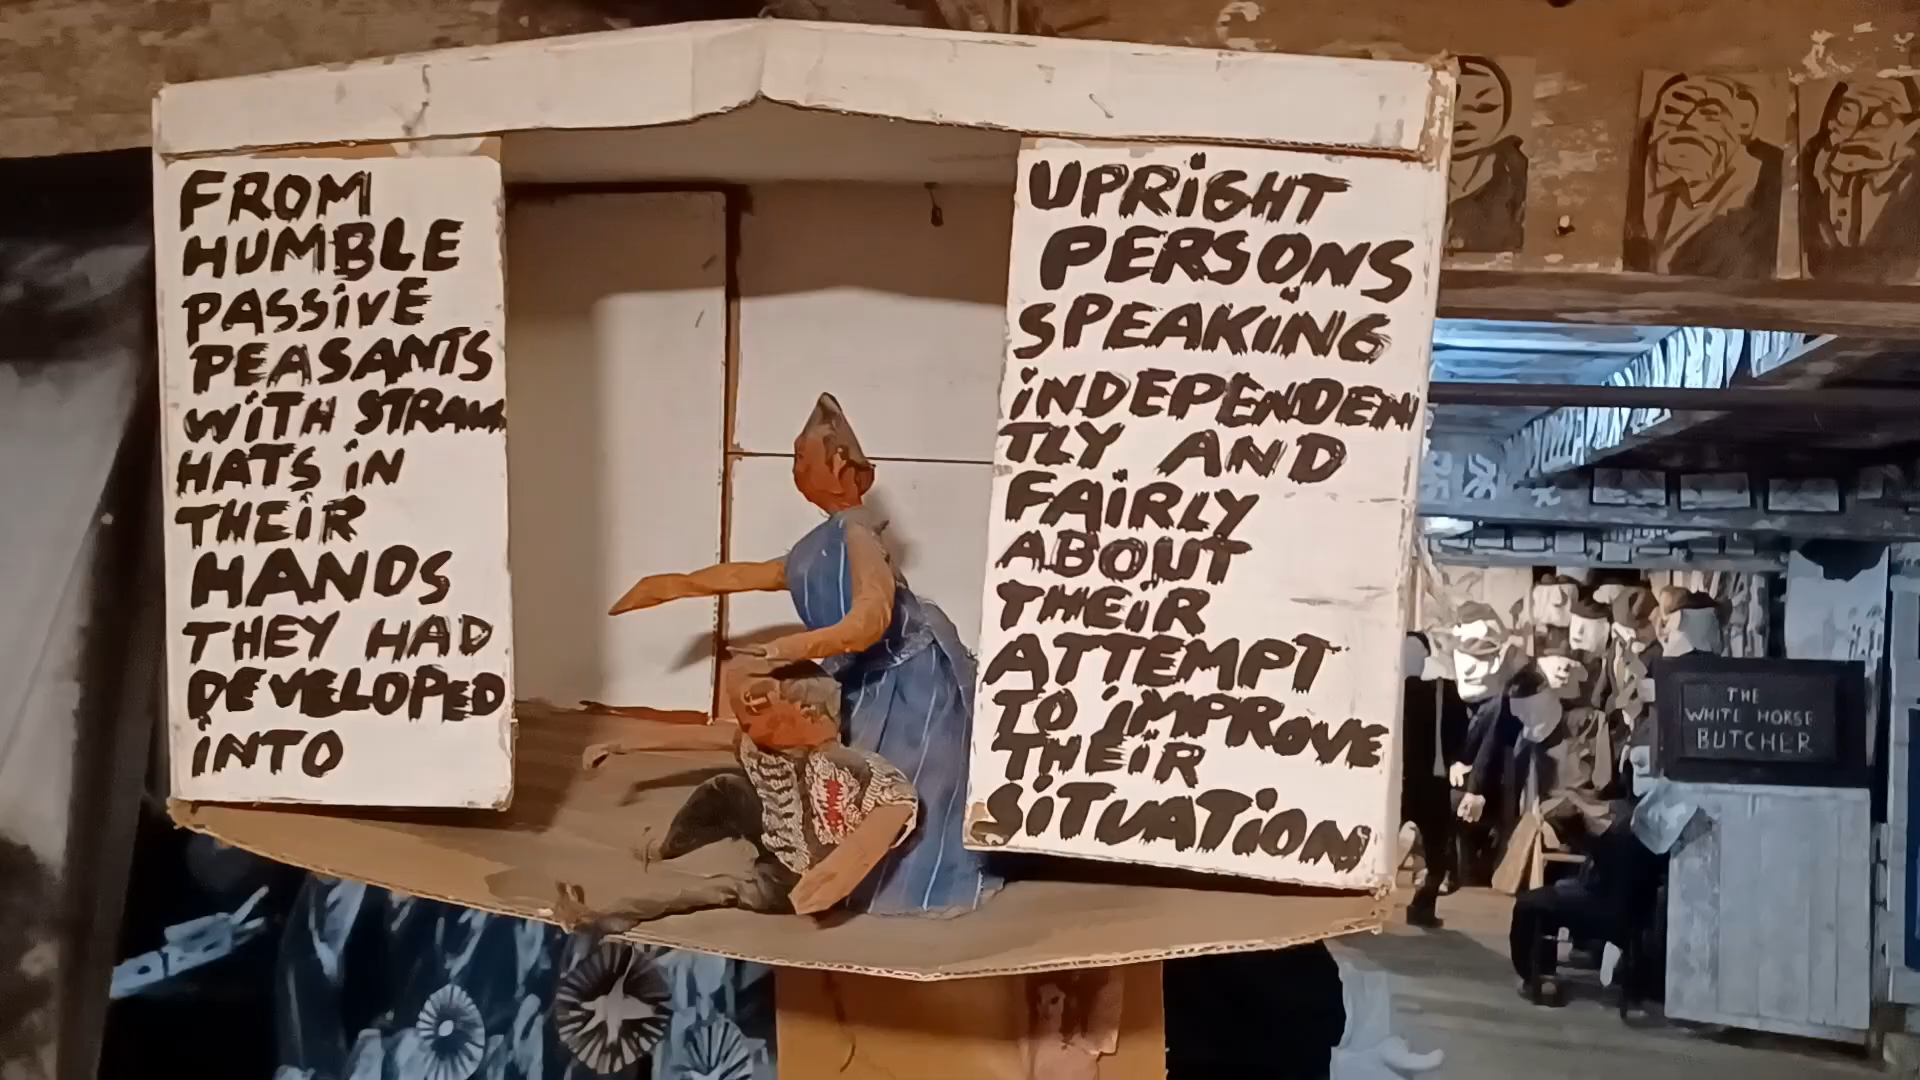 FROM
HUMBLE
PASSiVE
PEASANTS
WiTH STRAW
HATS iN
THEiR
HANDS
THEY HAD
DEVELOPED
iNTO
UPRiGHT
PERSONS
SPEAKiNG
iNDEPENDEN
TLY AND
FAiRLY
ABOUT
THEiR
ATTEMPT
TO iMPROVE
THEiR
SiTUATiON
THE
WHITE HORSE
BUTCHER